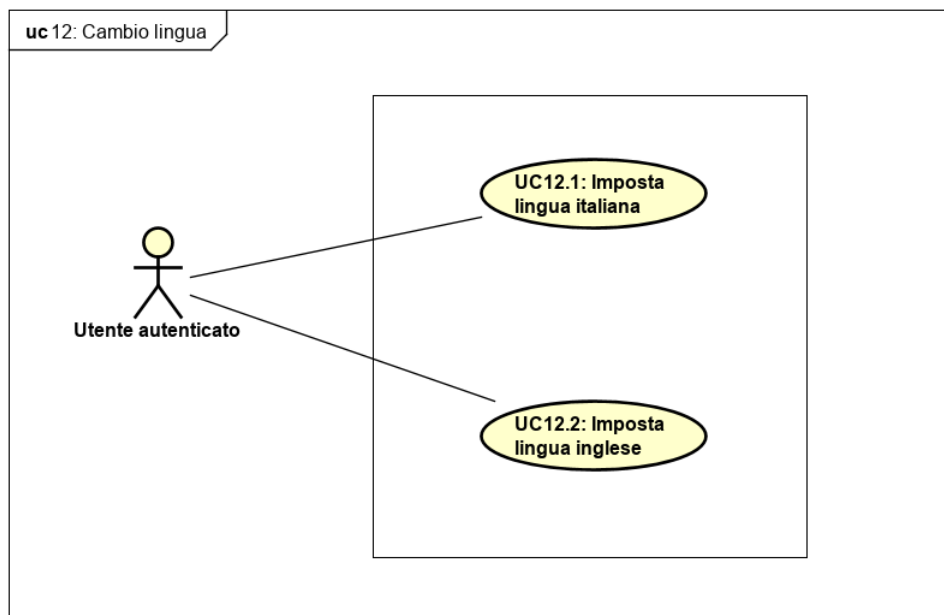 uc 12: Cambio lingua
UC12.1: Imposta
lingua italiana
Utente autenticato
UC12.2: Imposta
lingua inglese